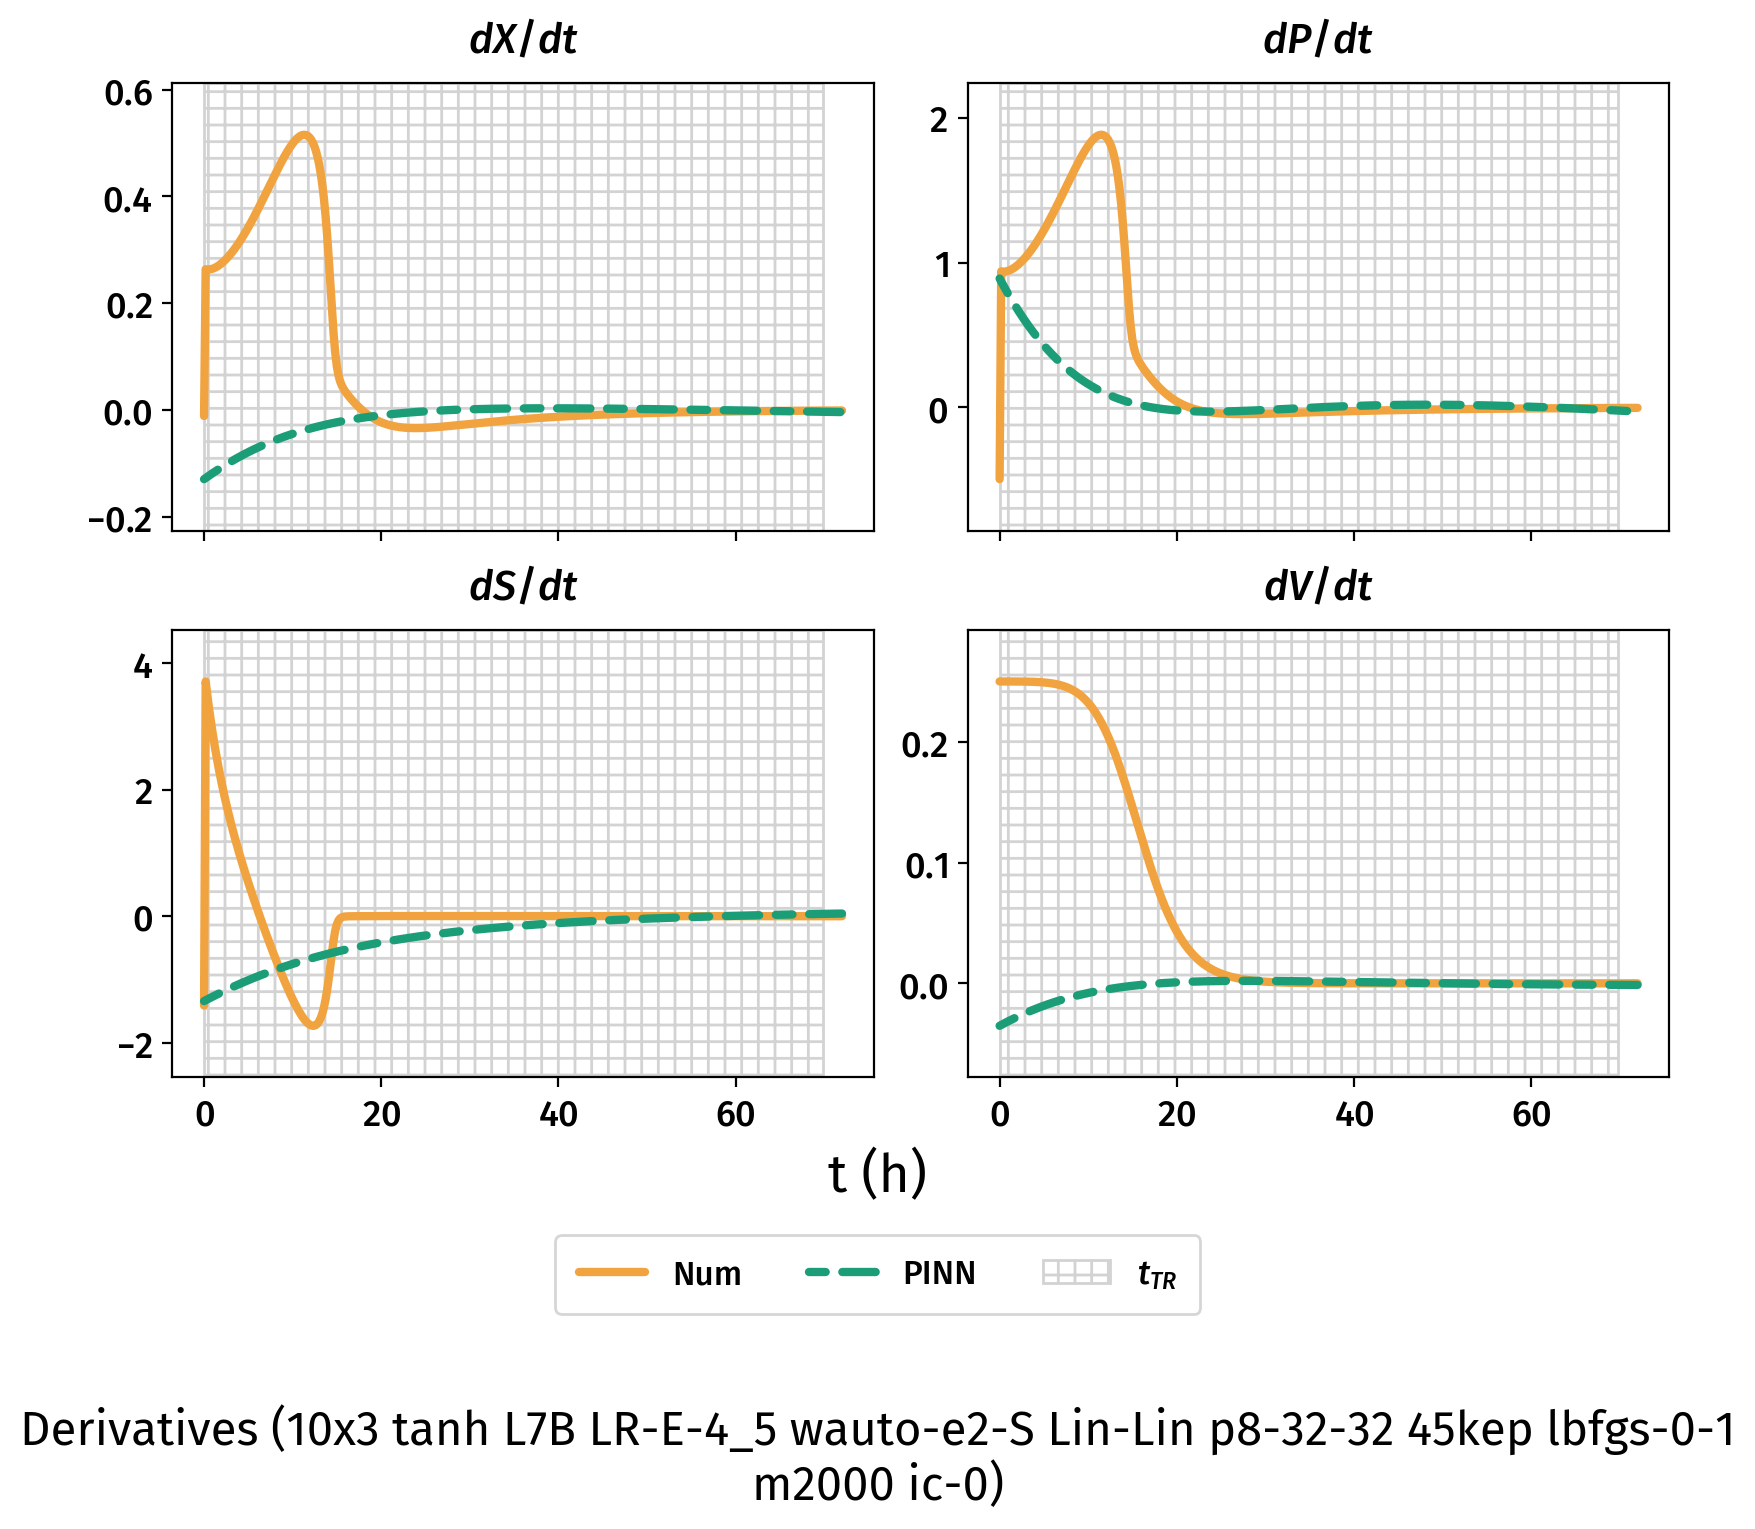 dX/dt
dP/dt
0.6
0.4
0.2
0.0
−0.2
2
1
0
dS/dt
dV/dt
4
2
0
−2
0.2
0.1
0.0
0 20 40 60
0 20 40 60
t (h)
Num PINN tTR
Derivatives (10x3 tanh L7B LR-E-4_5 wauto-e2-S Lin-Lin p8-32-32 45kep lbfgs-0-1
m2000 ic-0)